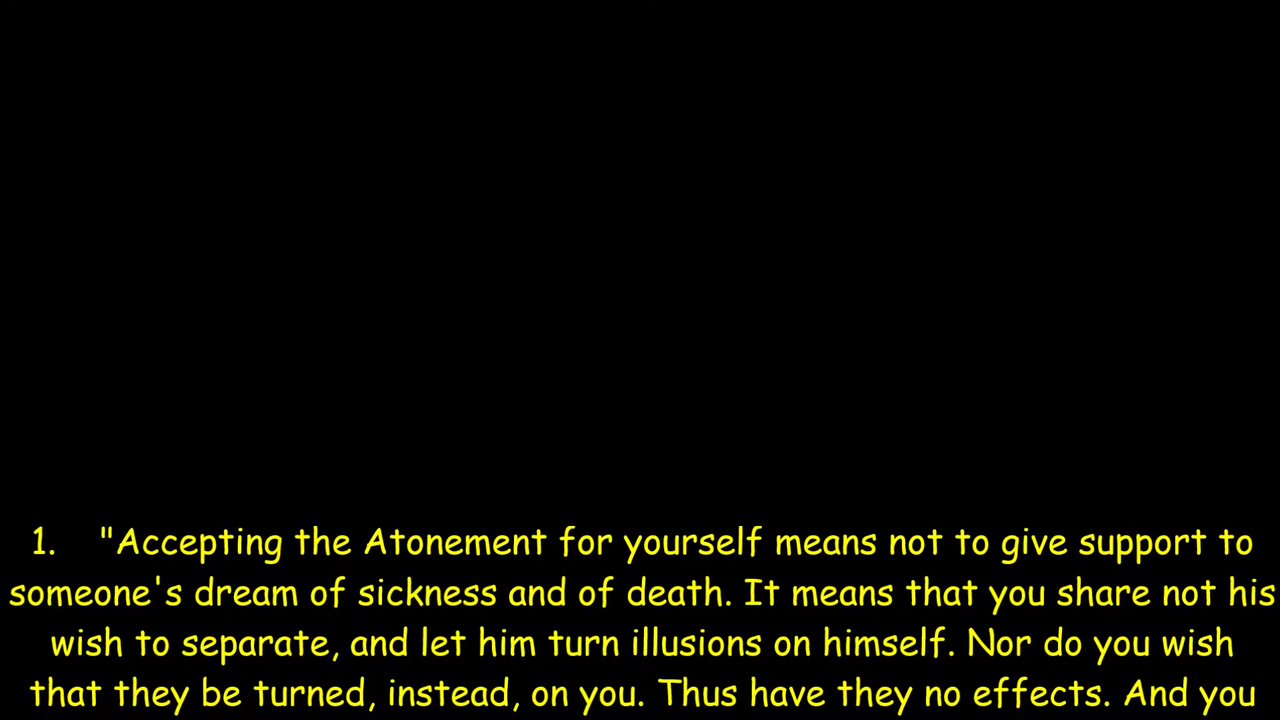 1. "Accepting the Atonement for yourself means not to give support to
someone's dream of sickness and of death. It means that you share not his
wish to separate, and let him turn illusions on himself. Nor do you wish
that they be turned, instead, on you. Thus have they no effects. And you